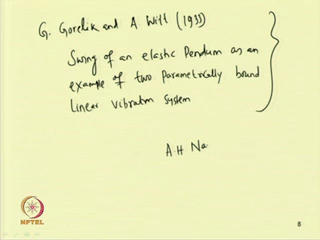 G. Gorelik and A Witt (1933)
Swing of an elastic Pendulum as an
example of two Parametrically bound
Linear vibration system
A.H Na
NPTEL
8